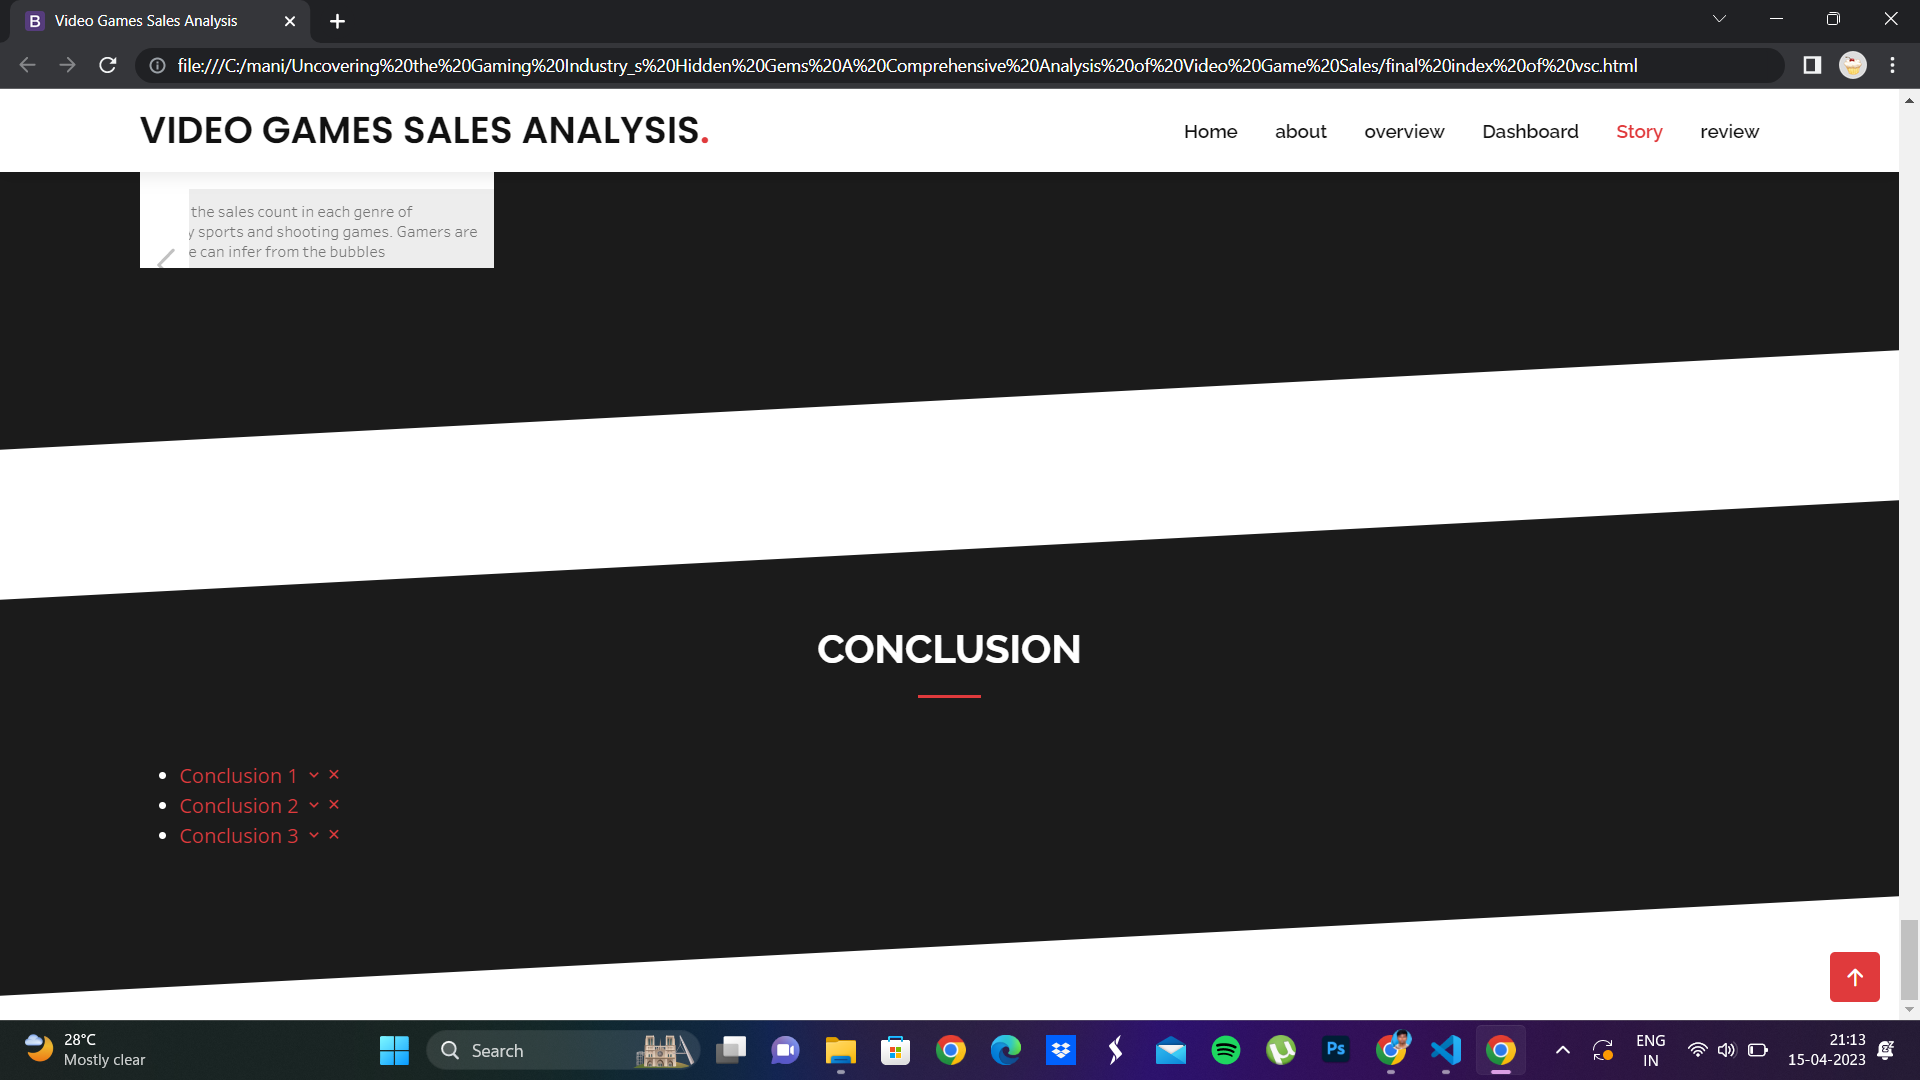 Video Games Sales Analysis
file:///C:/mani/Uncovering%20the%20Gaming%20Industry_s%20Hidden%20Gems%20A%20Comprehensive%20Analysis%20of%20Video%20Game%20Sales/final%20index%20of%20vsc.html
VIDEO GAMES SALES ANALYSIS.
Home about overview Dashboard Story review
the sales count in each genre of
y sports and shooting games. Gamers are
e can infer from the bubbles
CONCLUSION
Conclusion 1
Conclusion 2
Conclusion 3
28°C
Mostly clear
Search
Ps
ENG
IN
21:13
15-04-2023